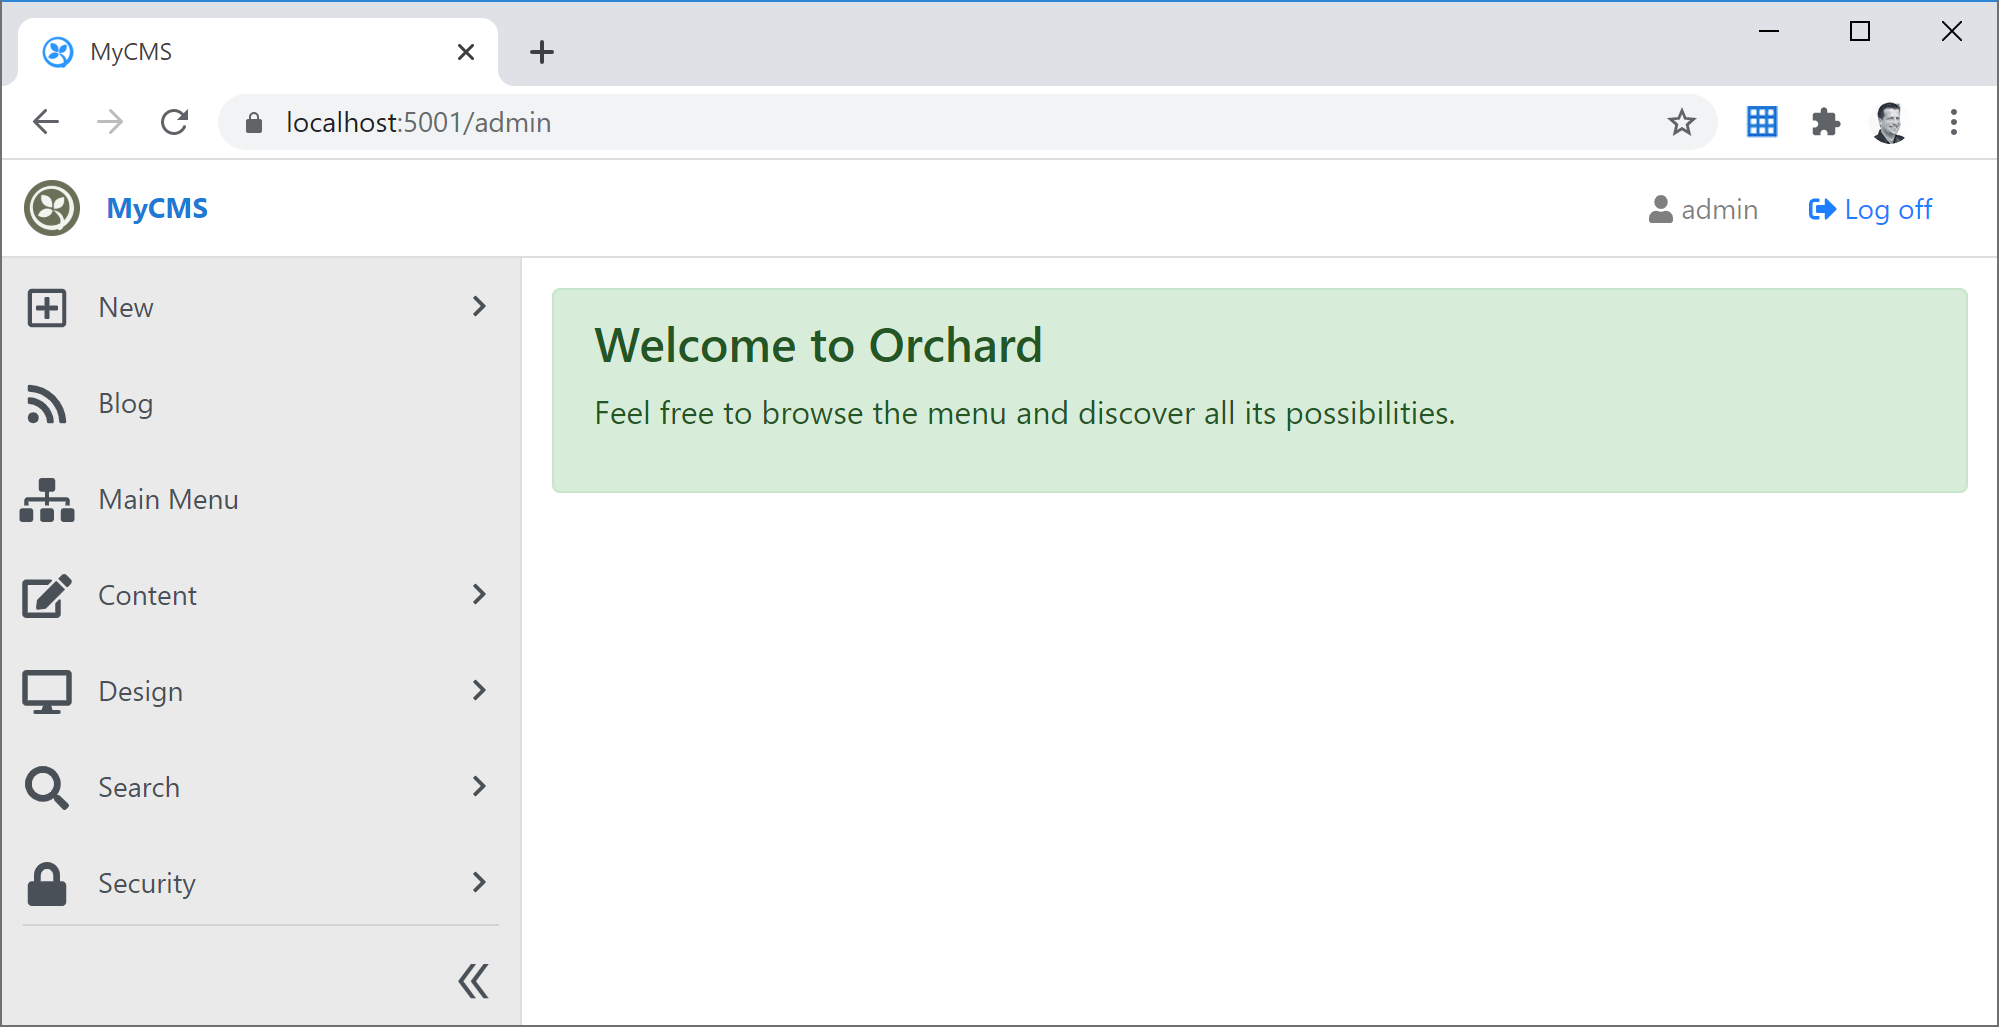 MyCMS
localhost:5001/admin
MyCMS
admin
Log off
New
Blog
Main Menu
Content
Design
Search
Security
Welcome to Orchard
Feel free to browse the menu and discover all its possibilities.